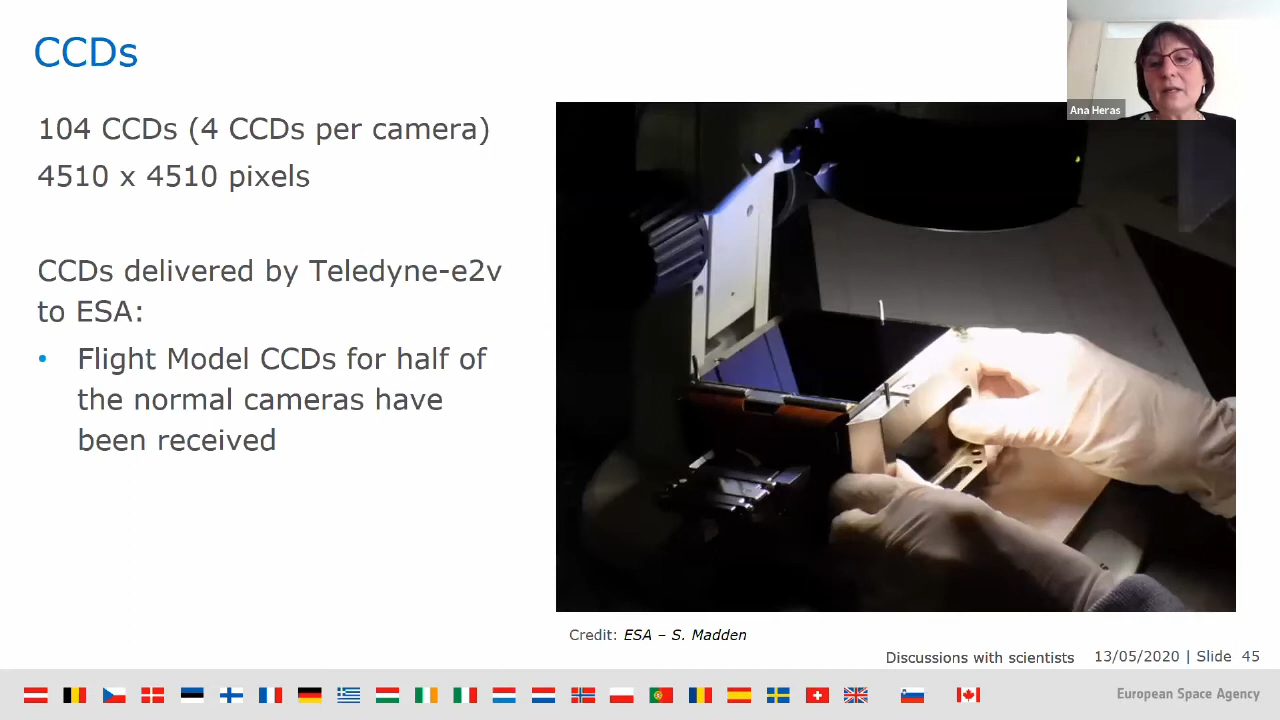 CCDs
Ana Heras
104 CCDs (4 CCDs per camera)
4510 x 4510 pixels
CCDs delivered by Teledyne-e2v
to ESA:
• Flight Model CCDs for half of
the normal cameras have
been received
Credit: ESA – S. Madden
Discussions with scientists 13/05/2020 | Slide 45
European Space Agency